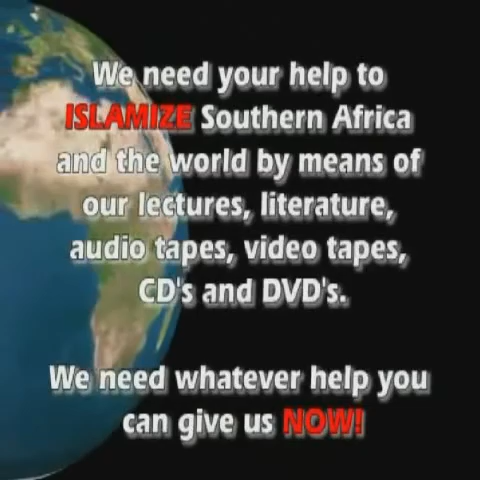 We need your help to
ISLAMIZE Southern Africa
and the world by means of
our lectures, literature,
audio tapes, video tapes,
CD's and DVD's.
We need whatever help you
can give us NOW!